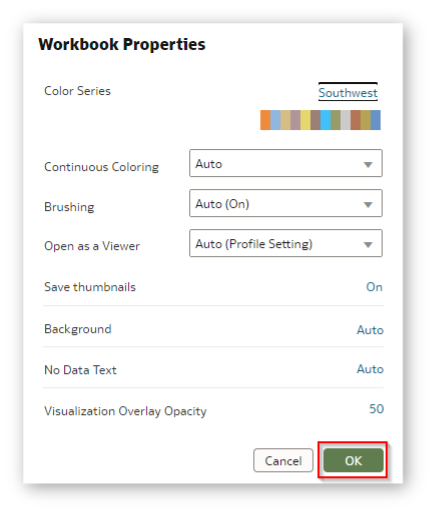 Workbook Properties
Color Series Southwest
Continuous Coloring Auto
Brushing Auto (On)
Open as a Viewer Auto (Profile Setting)
Save thumbnails On
Background Auto
No Data Text Auto
Visualization Overlay Opacity 50
Cancel OK